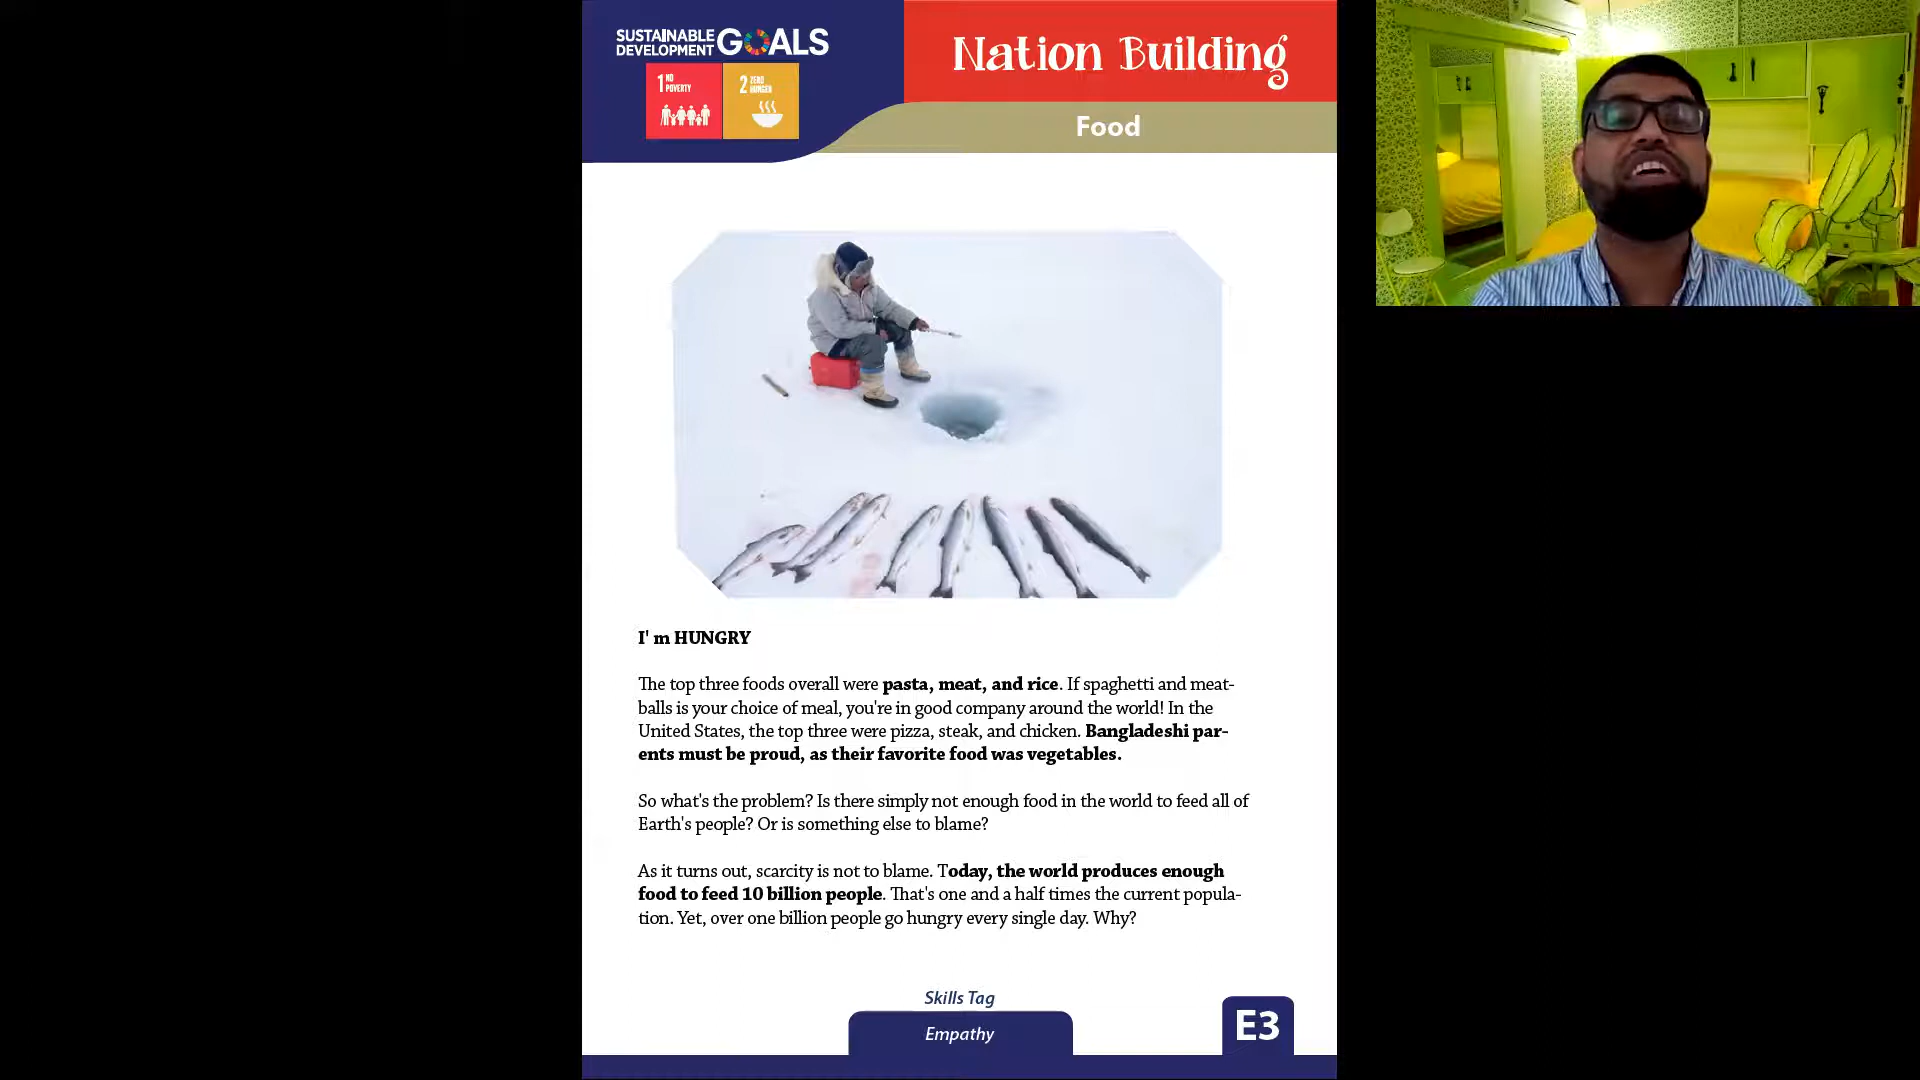 SUSTAINABLE
DEVELOPMENT GOALS
1 NO
POVERTY
2 ZERO
HUNGER
Nation Building
Food
I' m HUNGRY
The top three foods overall were pasta, meat, and rice. If spaghetti and meat-
balls is your choice of meal, you're in good company around the world! In the
United States, the top three were pizza, steak, and chicken. Bangladeshi par-
ents must be proud, as their favorite food was vegetables.
So what's the problem? Is there simply not enough food in the world to feed all of
Earth's people? Or is something else to blame?
As it turns out, scarcity is not to blame. Today, the world produces enough
food to feed 10 billion people. That's one and a half times the current popula-
tion. Yet, over one billion people go hungry every single day. Why?
Skills Tag
Empathy
E3